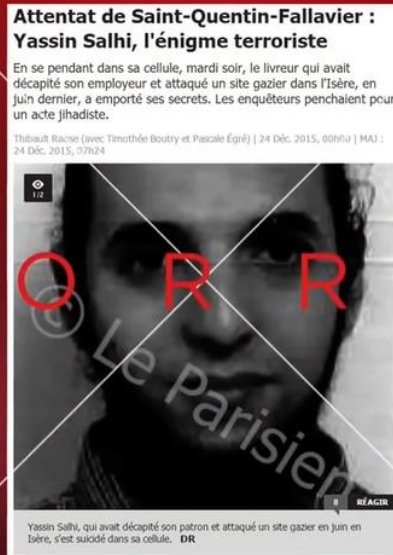 Attentat de Saint-Quentin-Fallavier :
Yassin Salhi, l'énigme terroriste
En se pendant dans sa cellule, mardi soir, le livreur qui avait
décapité son employeur et attaqué un site gazier dans l'Isère, en
juin dernier, a emporté ses secrets. Les enquêteurs penchaient pour
un acte jihadiste.
Thibault (avec Timothée Boutry et Pascale Égré) | 24 Déc. 2015, | MAJ :
24 Déc. 2015, 07h24
1/2
O R R
© Le Parisien
8 RÉAGIR
Yassin Salhi, qui avait décapité son patron et attaqué un site gazier en juin en
Isère, s'est suicidé dans sa cellule. DR